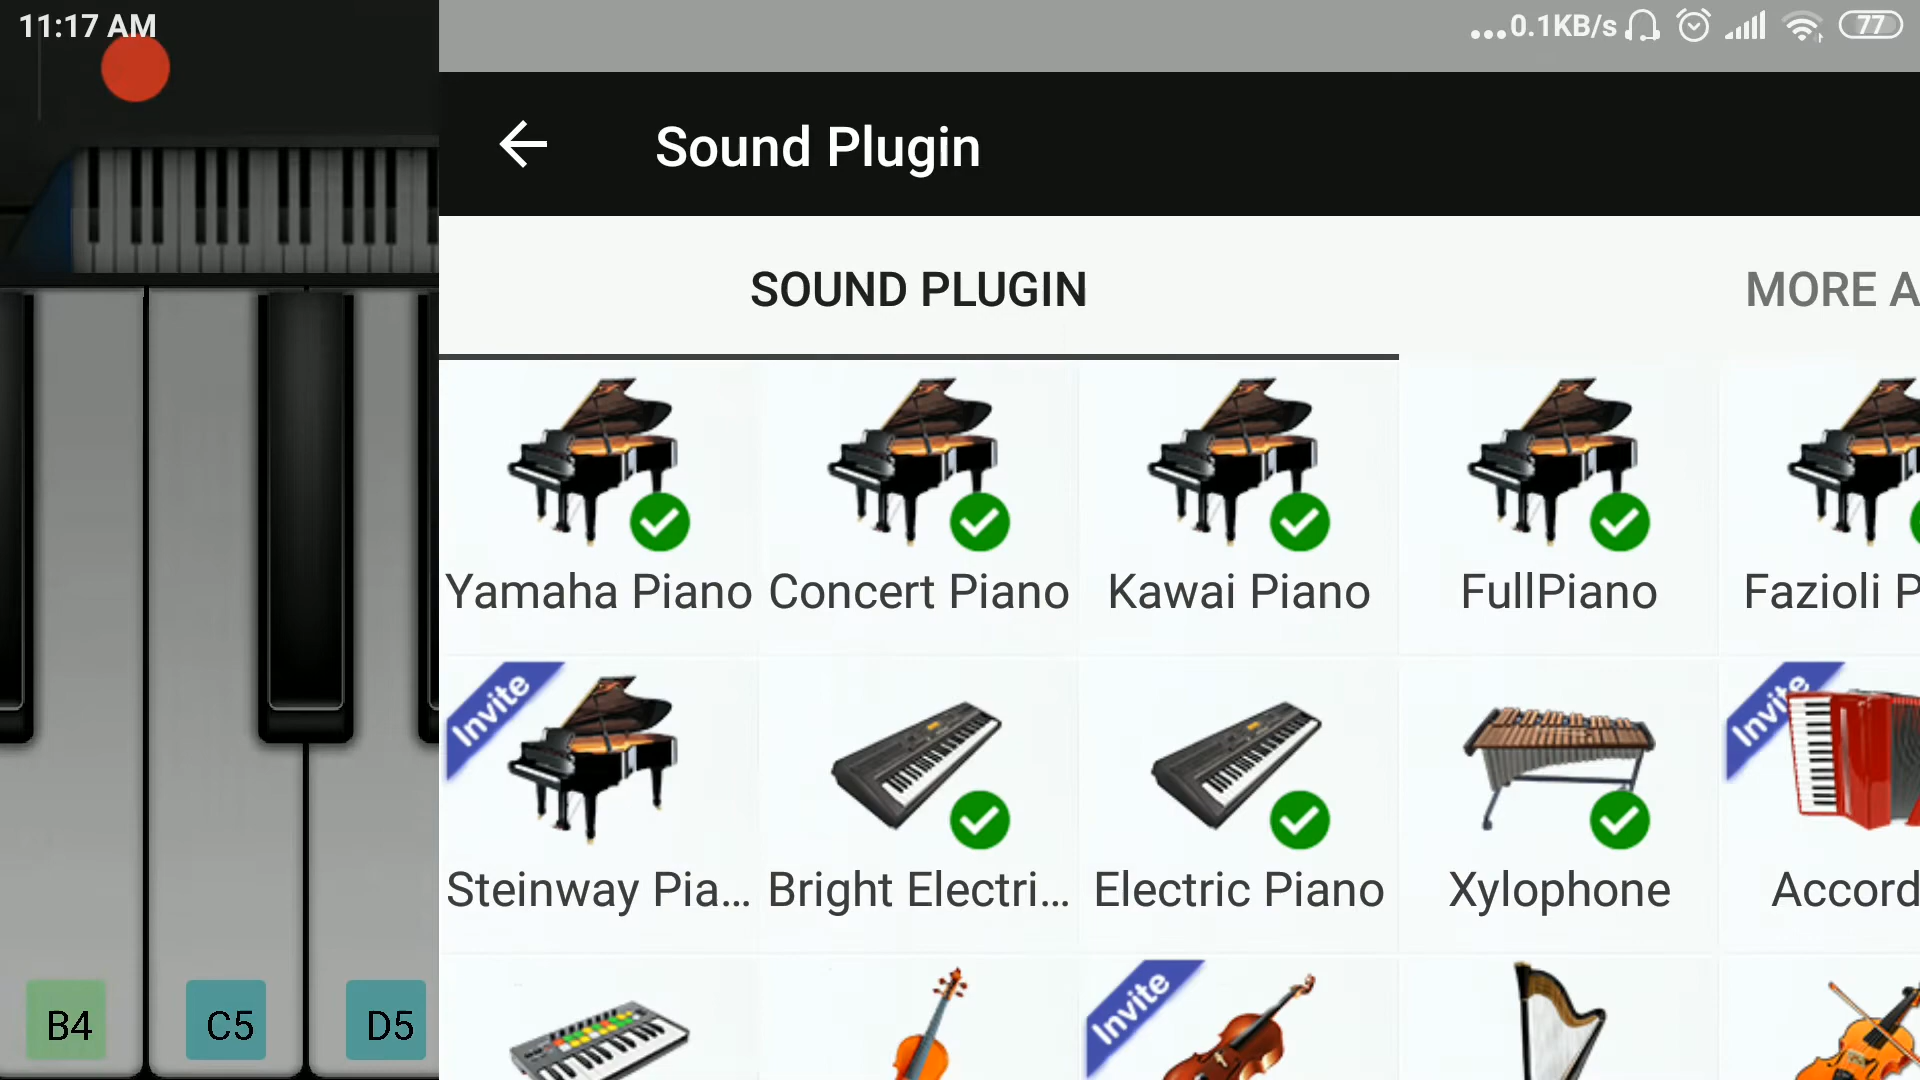 11:17 AM
...0.1KB/s
77
Sound Plugin
SOUND PLUGIN
MORE A
Yamaha Piano
Concert Piano
Kawai Piano
FullPiano
Fazioli P
Invite
Invite
Steinway Pia...
Bright Electri...
Electric Piano
Xylophone
Accord
Invite
B4
C5
D5